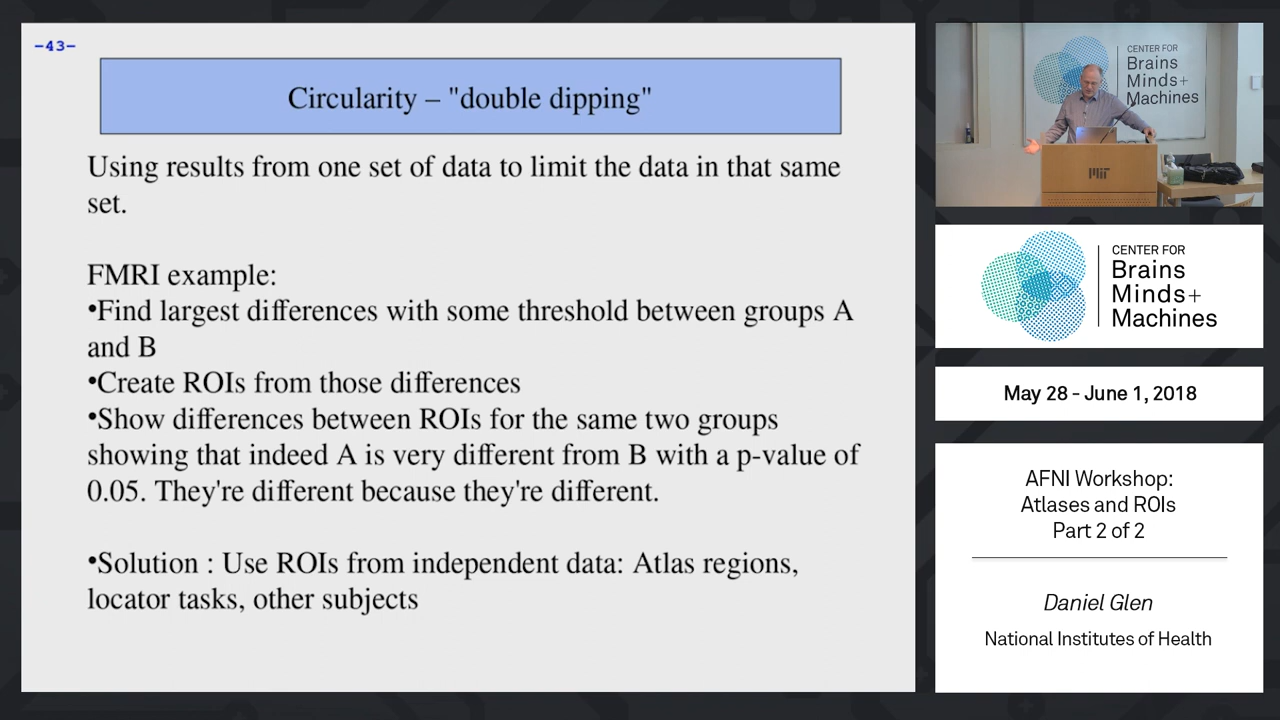 -43-
Circularity – "double dipping"
Using results from one set of data to limit the data in that same
set.
FMRI example:
•Find largest differences with some threshold between groups A
and B
•Create ROIs from those differences
•Show differences between ROIs for the same two groups
showing that indeed A is very different from B with a p-value of
0.05. They're different because they're different.
•Solution : Use ROIs from independent data: Atlas regions,
locator tasks, other subjects
CENTER FOR
Brains
Minds+
Machines
MIT
CENTER FOR
Brains
Minds+
Machines
May 28 - June 1, 2018
AFNI Workshop:
Atlases and ROIs
Part 2 of 2
Daniel Glen
National Institutes of Health